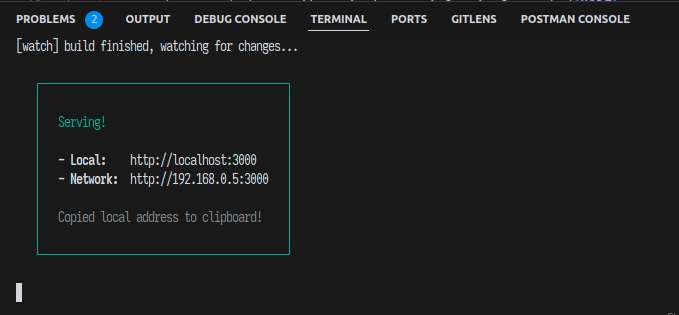 PROBLEMS 2 OUTPUT DEBUG CONSOLE TERMINAL PORTS GITLENS POSTMAN CONSOLE
[watch] build finished, watching for changes...
Serving!
- Local: http://localhost:3000
- Network: http://192.168.0.5:3000
Copied local address to clipboard!